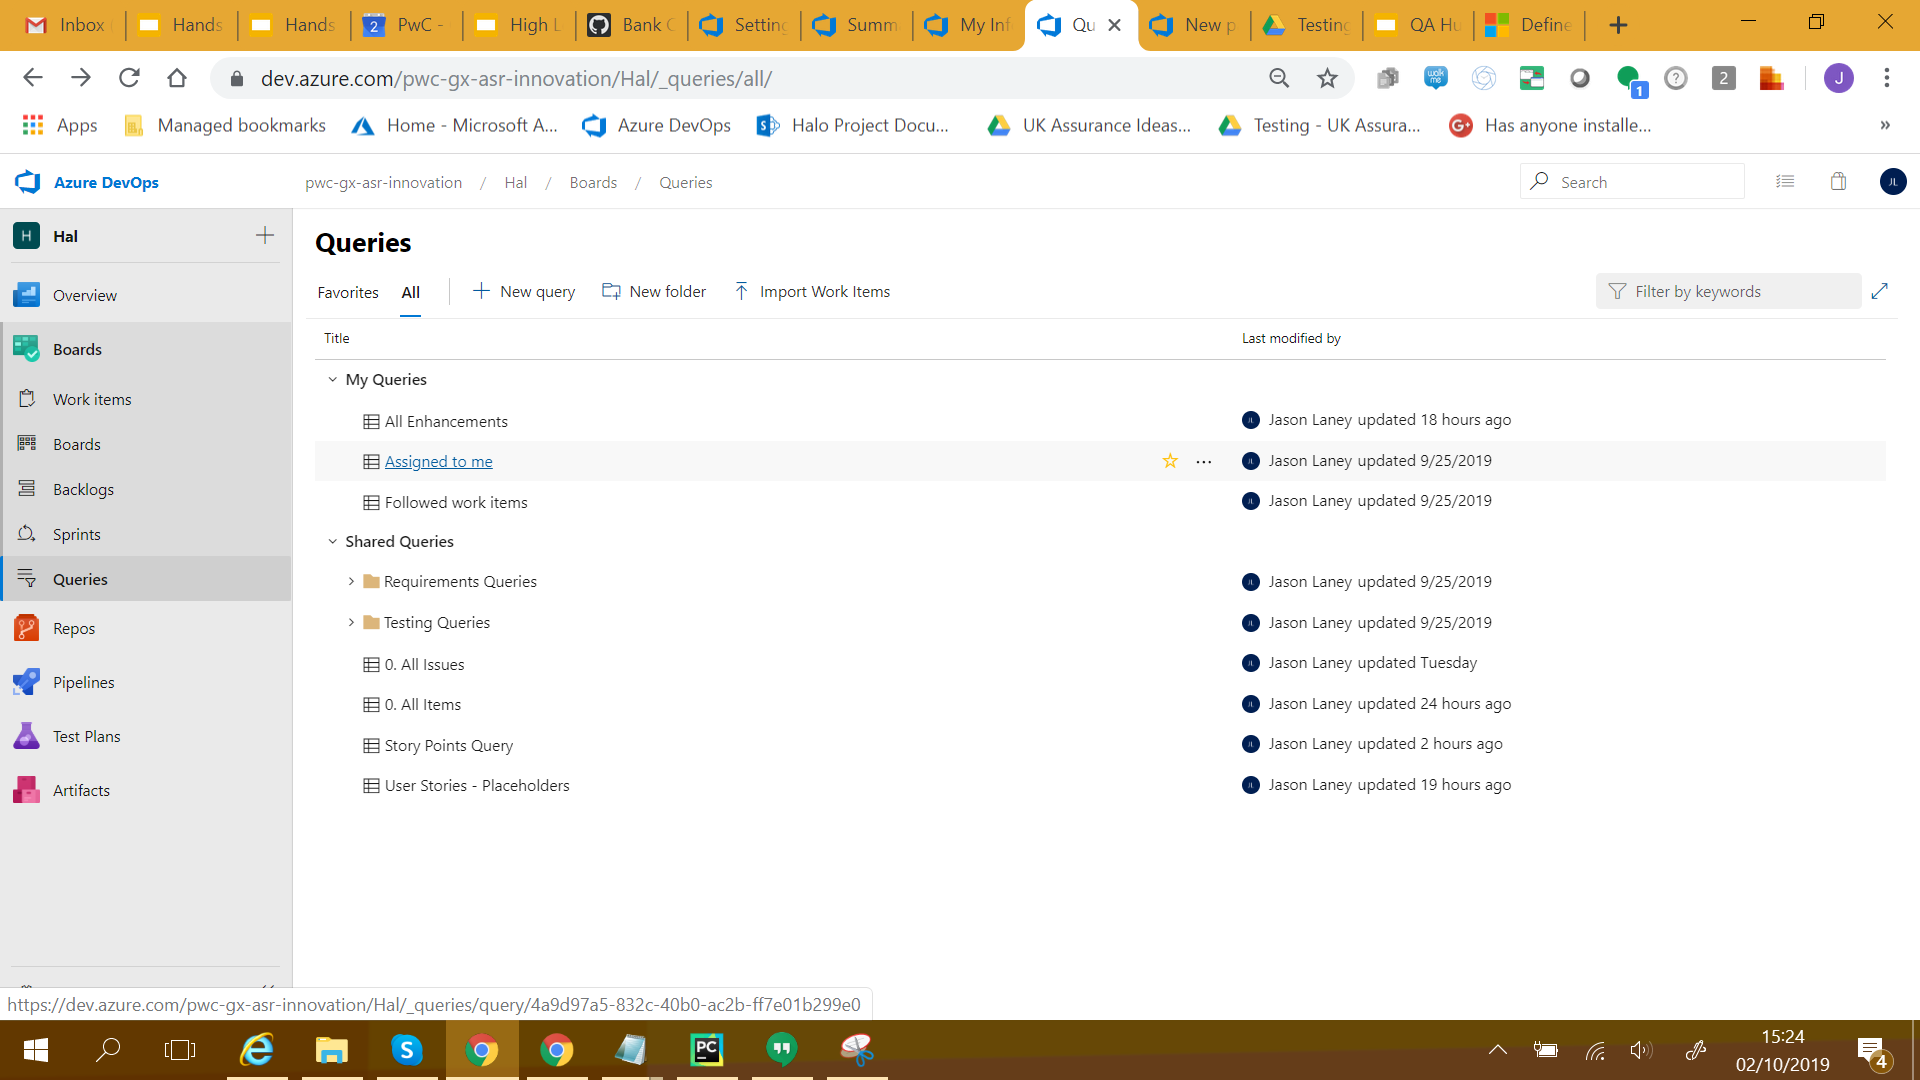 Inbox
Hands
Hands
2
PwC -
High L
Bank C
Setting
Summ
My Inf
Qu
New p
Testing
QA Hu
Define
dev.azure.com/pwc-gx-asr-innovation/Hal/_queries/all/
walk me
1
?
2
J
Apps
Managed bookmarks
Home - Microsoft A...
Azure DevOps
Halo Project Docu...
UK Assurance Ideas...
Testing - UK Assura...
G+
Has anyone installe...
»
Azure DevOps
pwc-gx-asr-innovation / Hal / Boards / Queries
Search
JL
H
Hal
Overview
Boards
Work items
Boards
Backlogs
Sprints
Queries
Repos
Pipelines
Test Plans
Artifacts
Queries
Favorites
All
New query
New folder
Import Work Items
Filter by keywords
Title
Last modified by
My Queries
All Enhancements
Jason Laney updated 18 hours ago
Assigned to me
Jason Laney updated 9/25/2019
Followed work items
Jason Laney updated 9/25/2019
Shared Queries
Requirements Queries
Jason Laney updated 9/25/2019
Testing Queries
Jason Laney updated 9/25/2019
0. All Issues
Jason Laney updated Tuesday
0. All Items
Jason Laney updated 24 hours ago
Story Points Query
Jason Laney updated 2 hours ago
User Stories - Placeholders
Jason Laney updated 19 hours ago
https://dev.azure.com/pwc-gx-asr-innovation/Hal/_queries/query/4a9d97a5-832c-40b0-ac2b-ff7e01b299e0
PC
15:24
02/10/2019
4